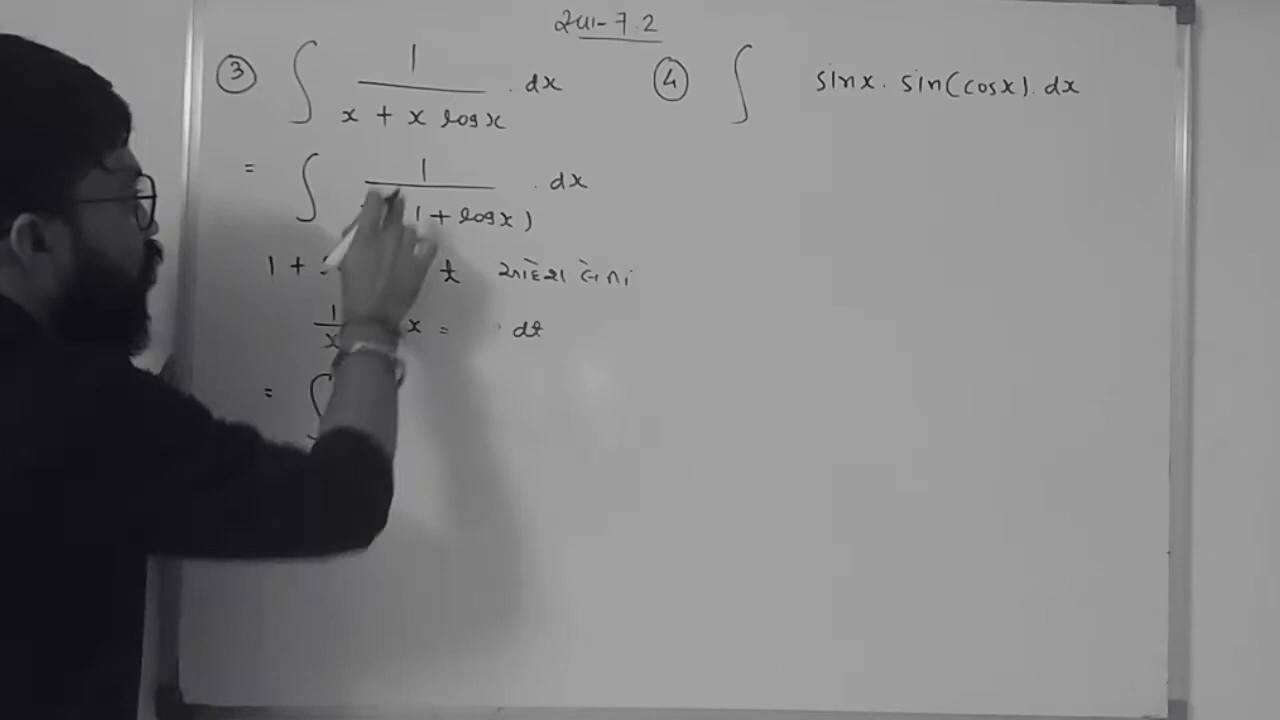 સ્વા-7.2
③ ∫ 1 / (x + x log x) . dx
= ∫ 1 / ( 1 + log x ) . dx
1 + t આદેશ લેતાં
1/x x = dt
= ∫
④ ∫ sin x . sin(cos x) . dx